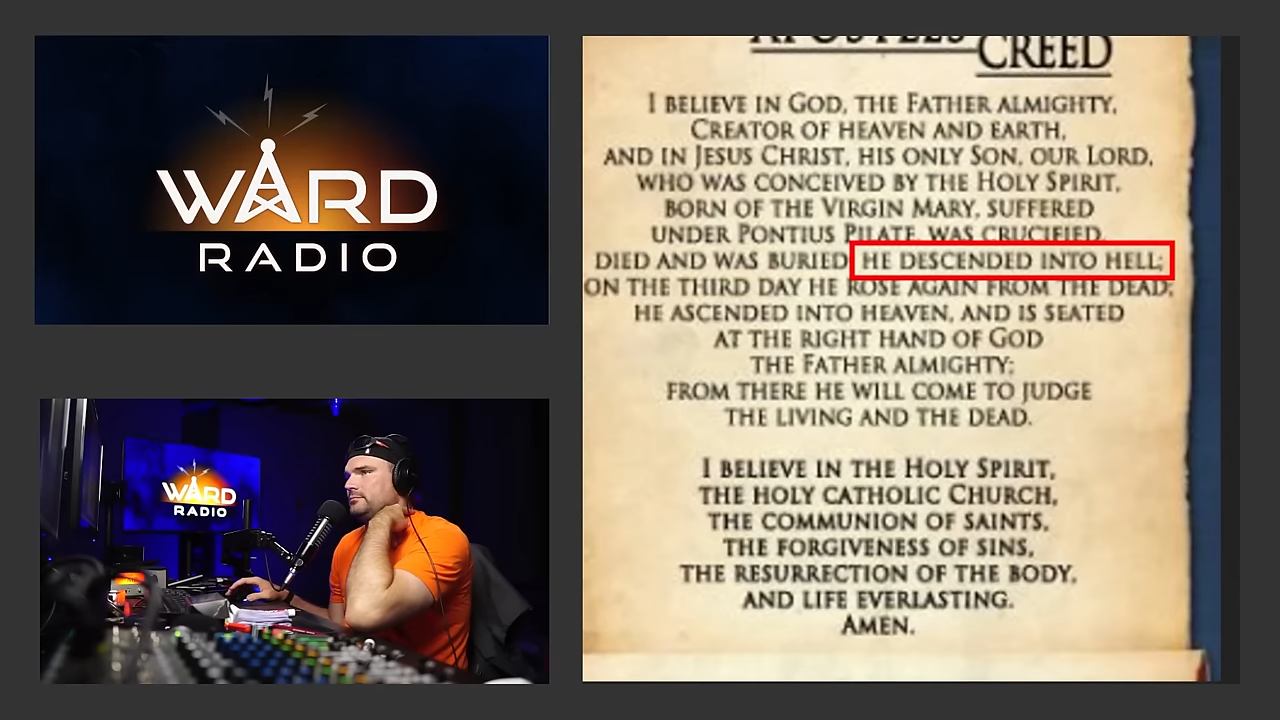 WARD
RADIO
WARD
RADIO
APOSTLES
CREED
I BELIEVE IN GOD, THE FATHER ALMIGHTY,
CREATOR OF HEAVEN AND EARTH,
AND IN JESUS CHRIST, HIS ONLY SON, OUR LORD,
WHO WAS CONCEIVED BY THE HOLY SPIRIT,
BORN OF THE VIRGIN MARY, SUFFERED
UNDER PONTIUS PILATE, WAS CRUCIFIED,
DIED AND WAS BURIED HE DESCENDED INTO HELL;
ON THE THIRD DAY HE ROSE AGAIN FROM THE DEAD;
HE ASCENDED INTO HEAVEN, AND IS SEATED
AT THE RIGHT HAND OF GOD
THE FATHER ALMIGHTY;
FROM THERE HE WILL COME TO JUDGE
THE LIVING AND THE DEAD.
I BELIEVE IN THE HOLY SPIRIT,
THE HOLY CATHOLIC CHURCH,
THE COMMUNION OF SAINTS,
THE FORGIVENESS OF SINS,
THE RESURRECTION OF THE BODY,
AND LIFE EVERLASTING.
AMEN.